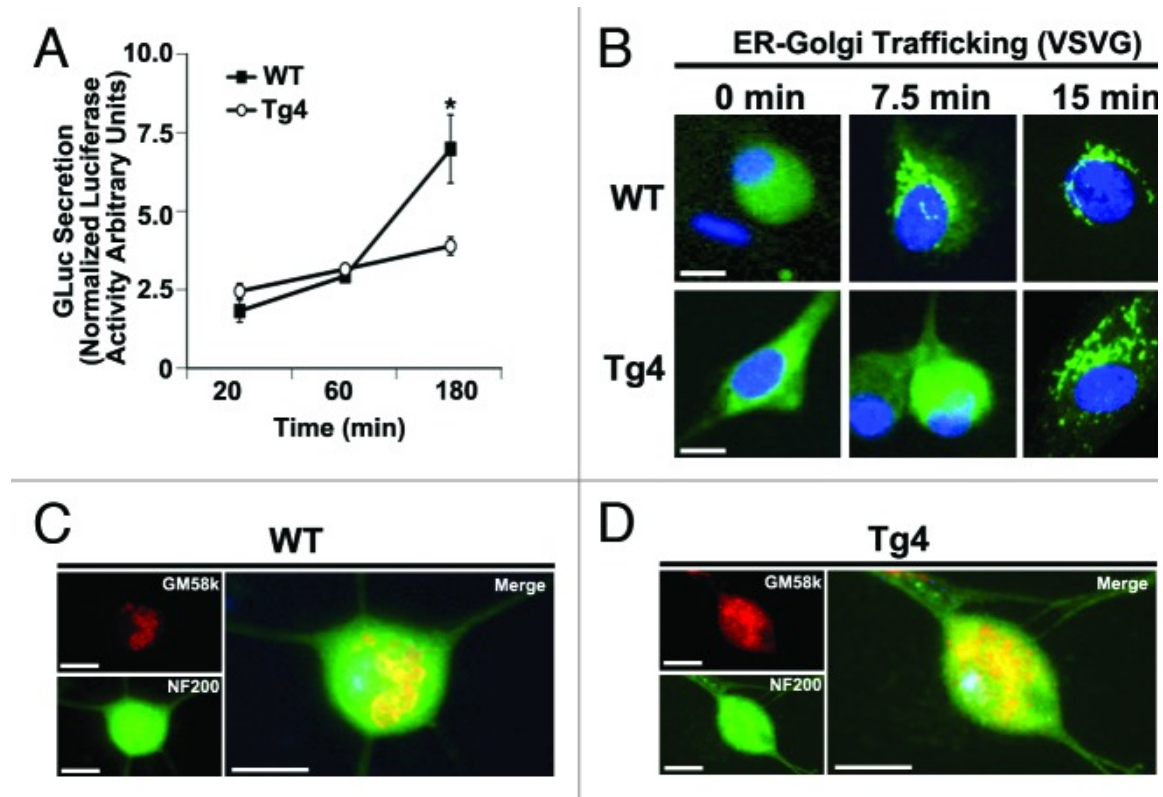 A
10.0
7.5
5.0
2.5
0
GLuc Secretion
(Normalized Luciferase
Activity Arbitrary Units)
WT
Tg4
*
20 60 180
Time (min)
B
ER-Golgi Trafficking (VSVG)
0 min 7.5 min 15 min
WT
Tg4
C
WT
GM58k
NF200
Merge
D
Tg4
GM58k
NF200
Merge